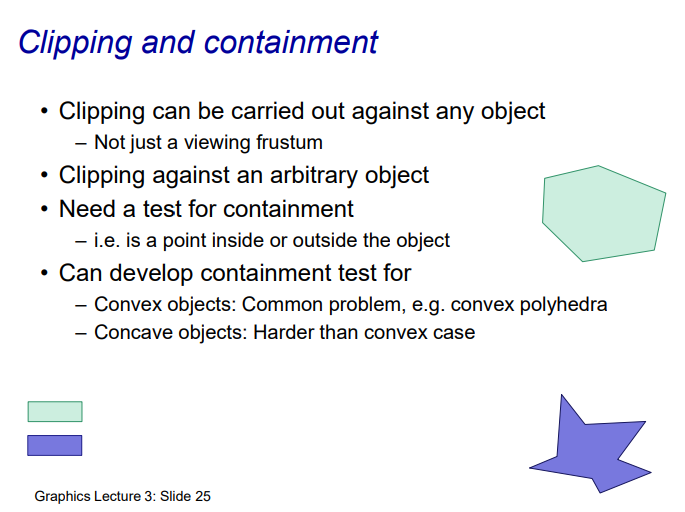 Clipping and containment
• Clipping can be carried out against any object
– Not just a viewing frustum
• Clipping against an arbitrary object
• Need a test for containment
– i.e. is a point inside or outside the object
• Can develop containment test for
– Convex objects: Common problem, e.g. convex polyhedra
– Concave objects: Harder than convex case
Graphics Lecture 3: Slide 25